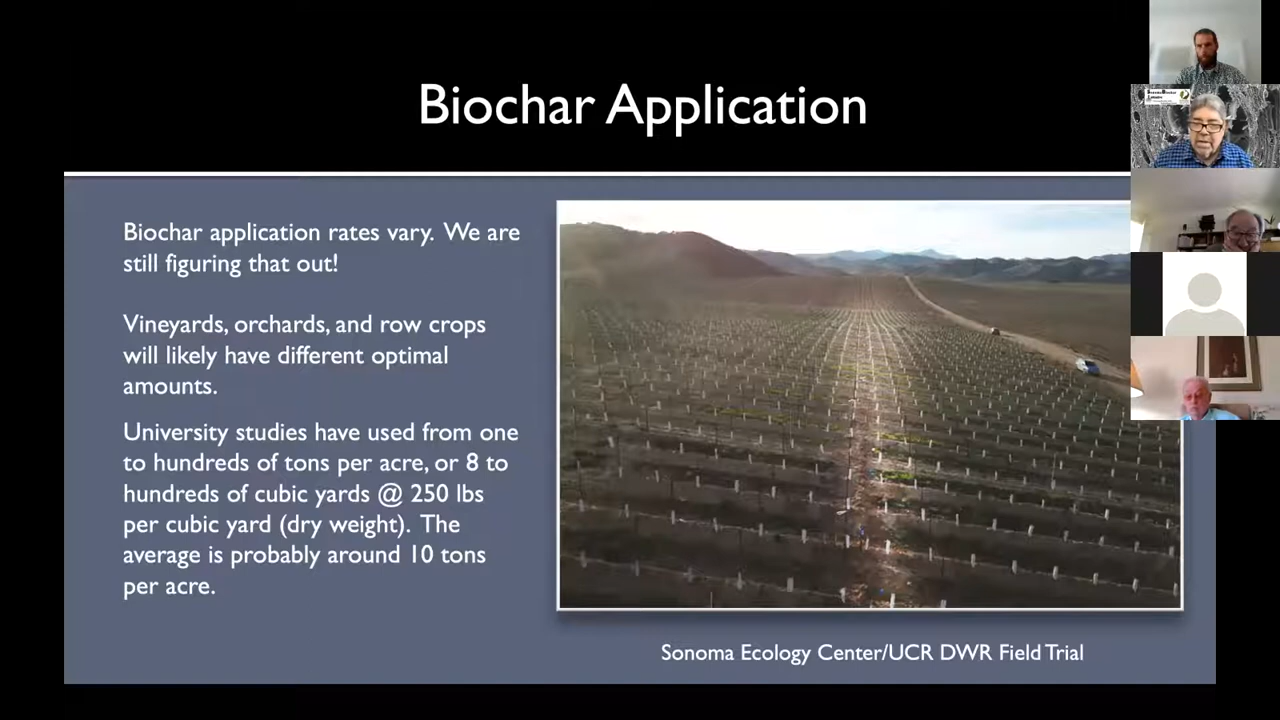 Biochar Application
Biochar application rates vary. We are
still figuring that out!
Vineyards, orchards, and row crops
will likely have different optimal
amounts.
University studies have used from one
to hundreds of tons per acre, or 8 to
hundreds of cubic yards @ 250 lbs
per cubic yard (dry weight). The
average is probably around 10 tons
per acre.
Sonoma Ecology Center/UCR DWR Field Trial